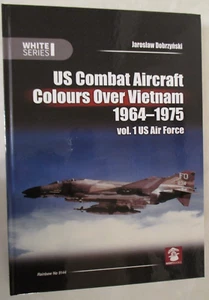 WHITE
SERIES
Jarosław Dobrzyński
US Combat Aircraft
Colours Over Vietnam
1964–1975
vol. 1 US Air Force